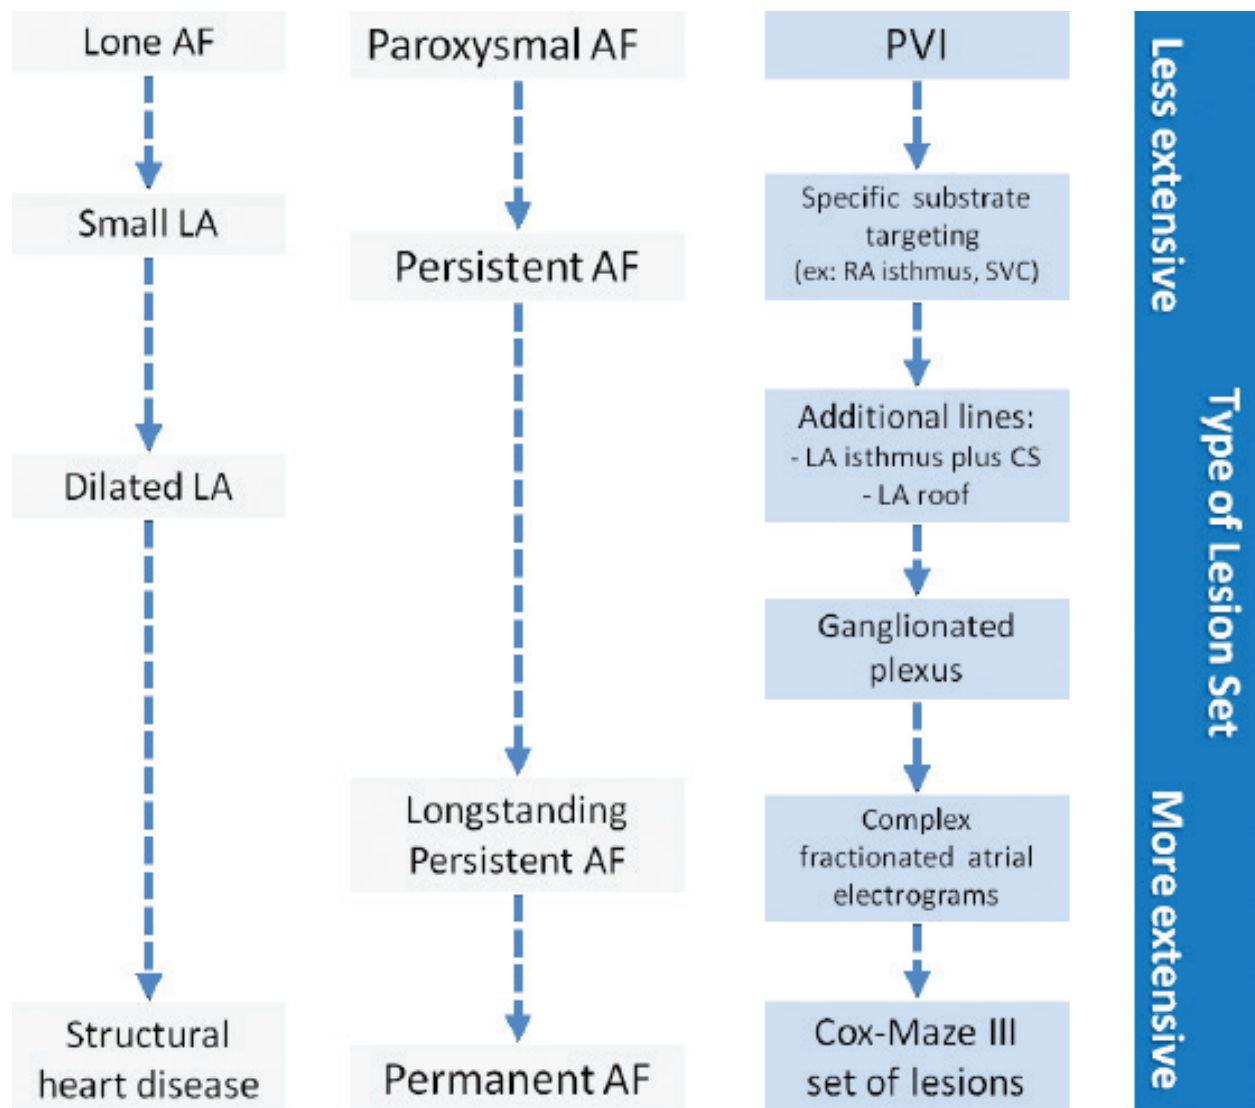 Lone AF
Small LA
Dilated LA
Structural
heart disease
Paroxysmal AF
Persistent AF
Longstanding
Persistent AF
Permanent AF
PVI
Specific substrate
targeting
(ex: RA isthmus, SVC)
Additional lines:
- LA isthmus plus CS
- LA roof
Ganglionated
plexus
Complex
fractionated atrial
electrograms
Cox-Maze III
set of lesions
Less extensive
Type of Lesion Set
More extensive